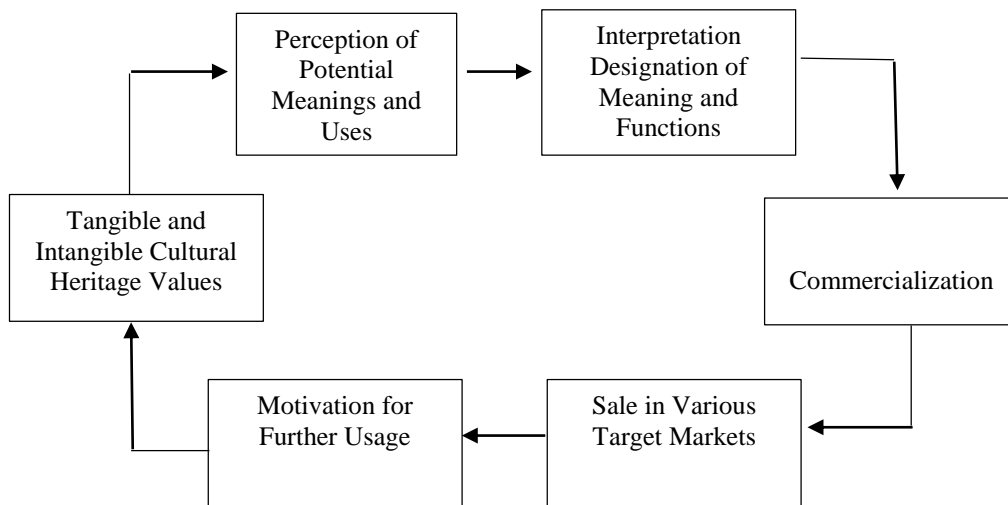 Perception of
Potential
Meanings and
Uses
Interpretation
Designation of
Meaning and
Functions
Tangible and
Intangible Cultural
Heritage Values
Commercialization
Motivation for
Further Usage
Sale in Various
Target Markets